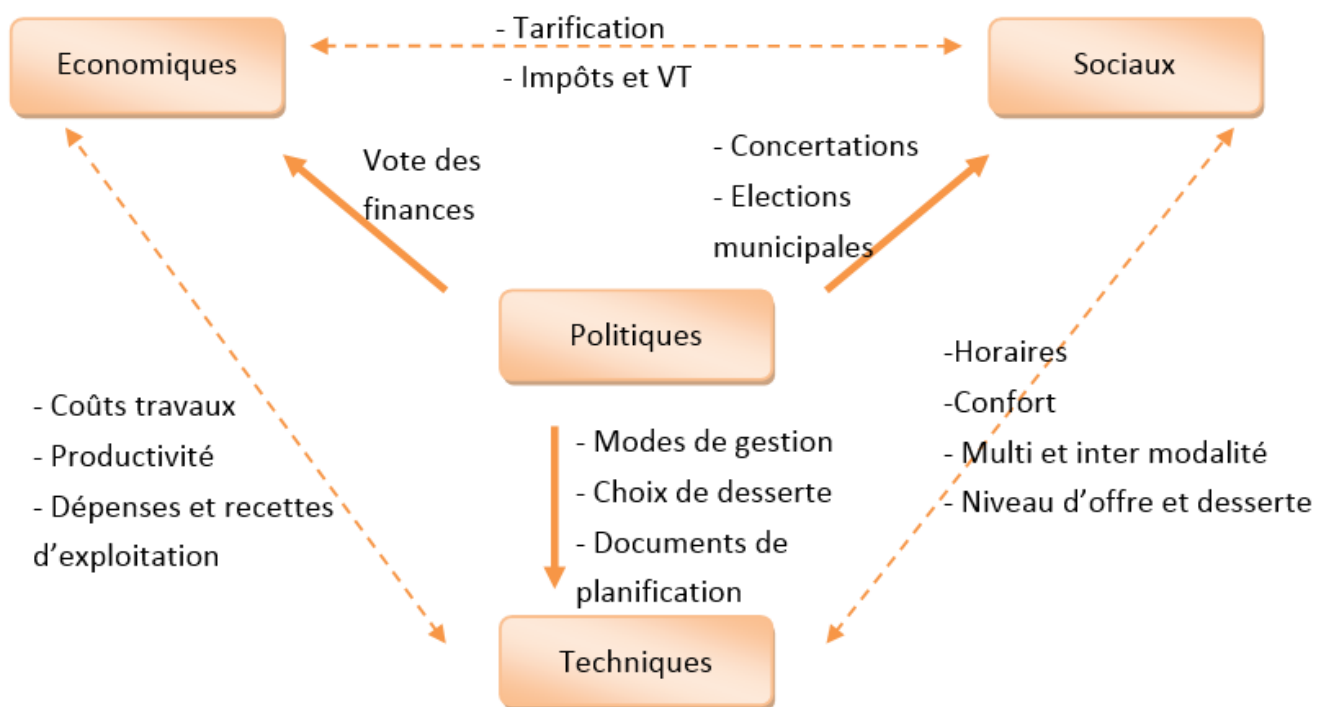 Economiques
- Tarification
- Impôts et VT
Sociaux
Vote des
finances
- Concertations
- Elections
municipales
Politiques
- Coûts travaux
- Productivité
- Dépenses et recettes
d’exploitation
- Modes de gestion
- Choix de desserte
- Documents de
planification
-Horaires
-Confort
- Multi et inter modalité
- Niveau d’offre et desserte
Techniques